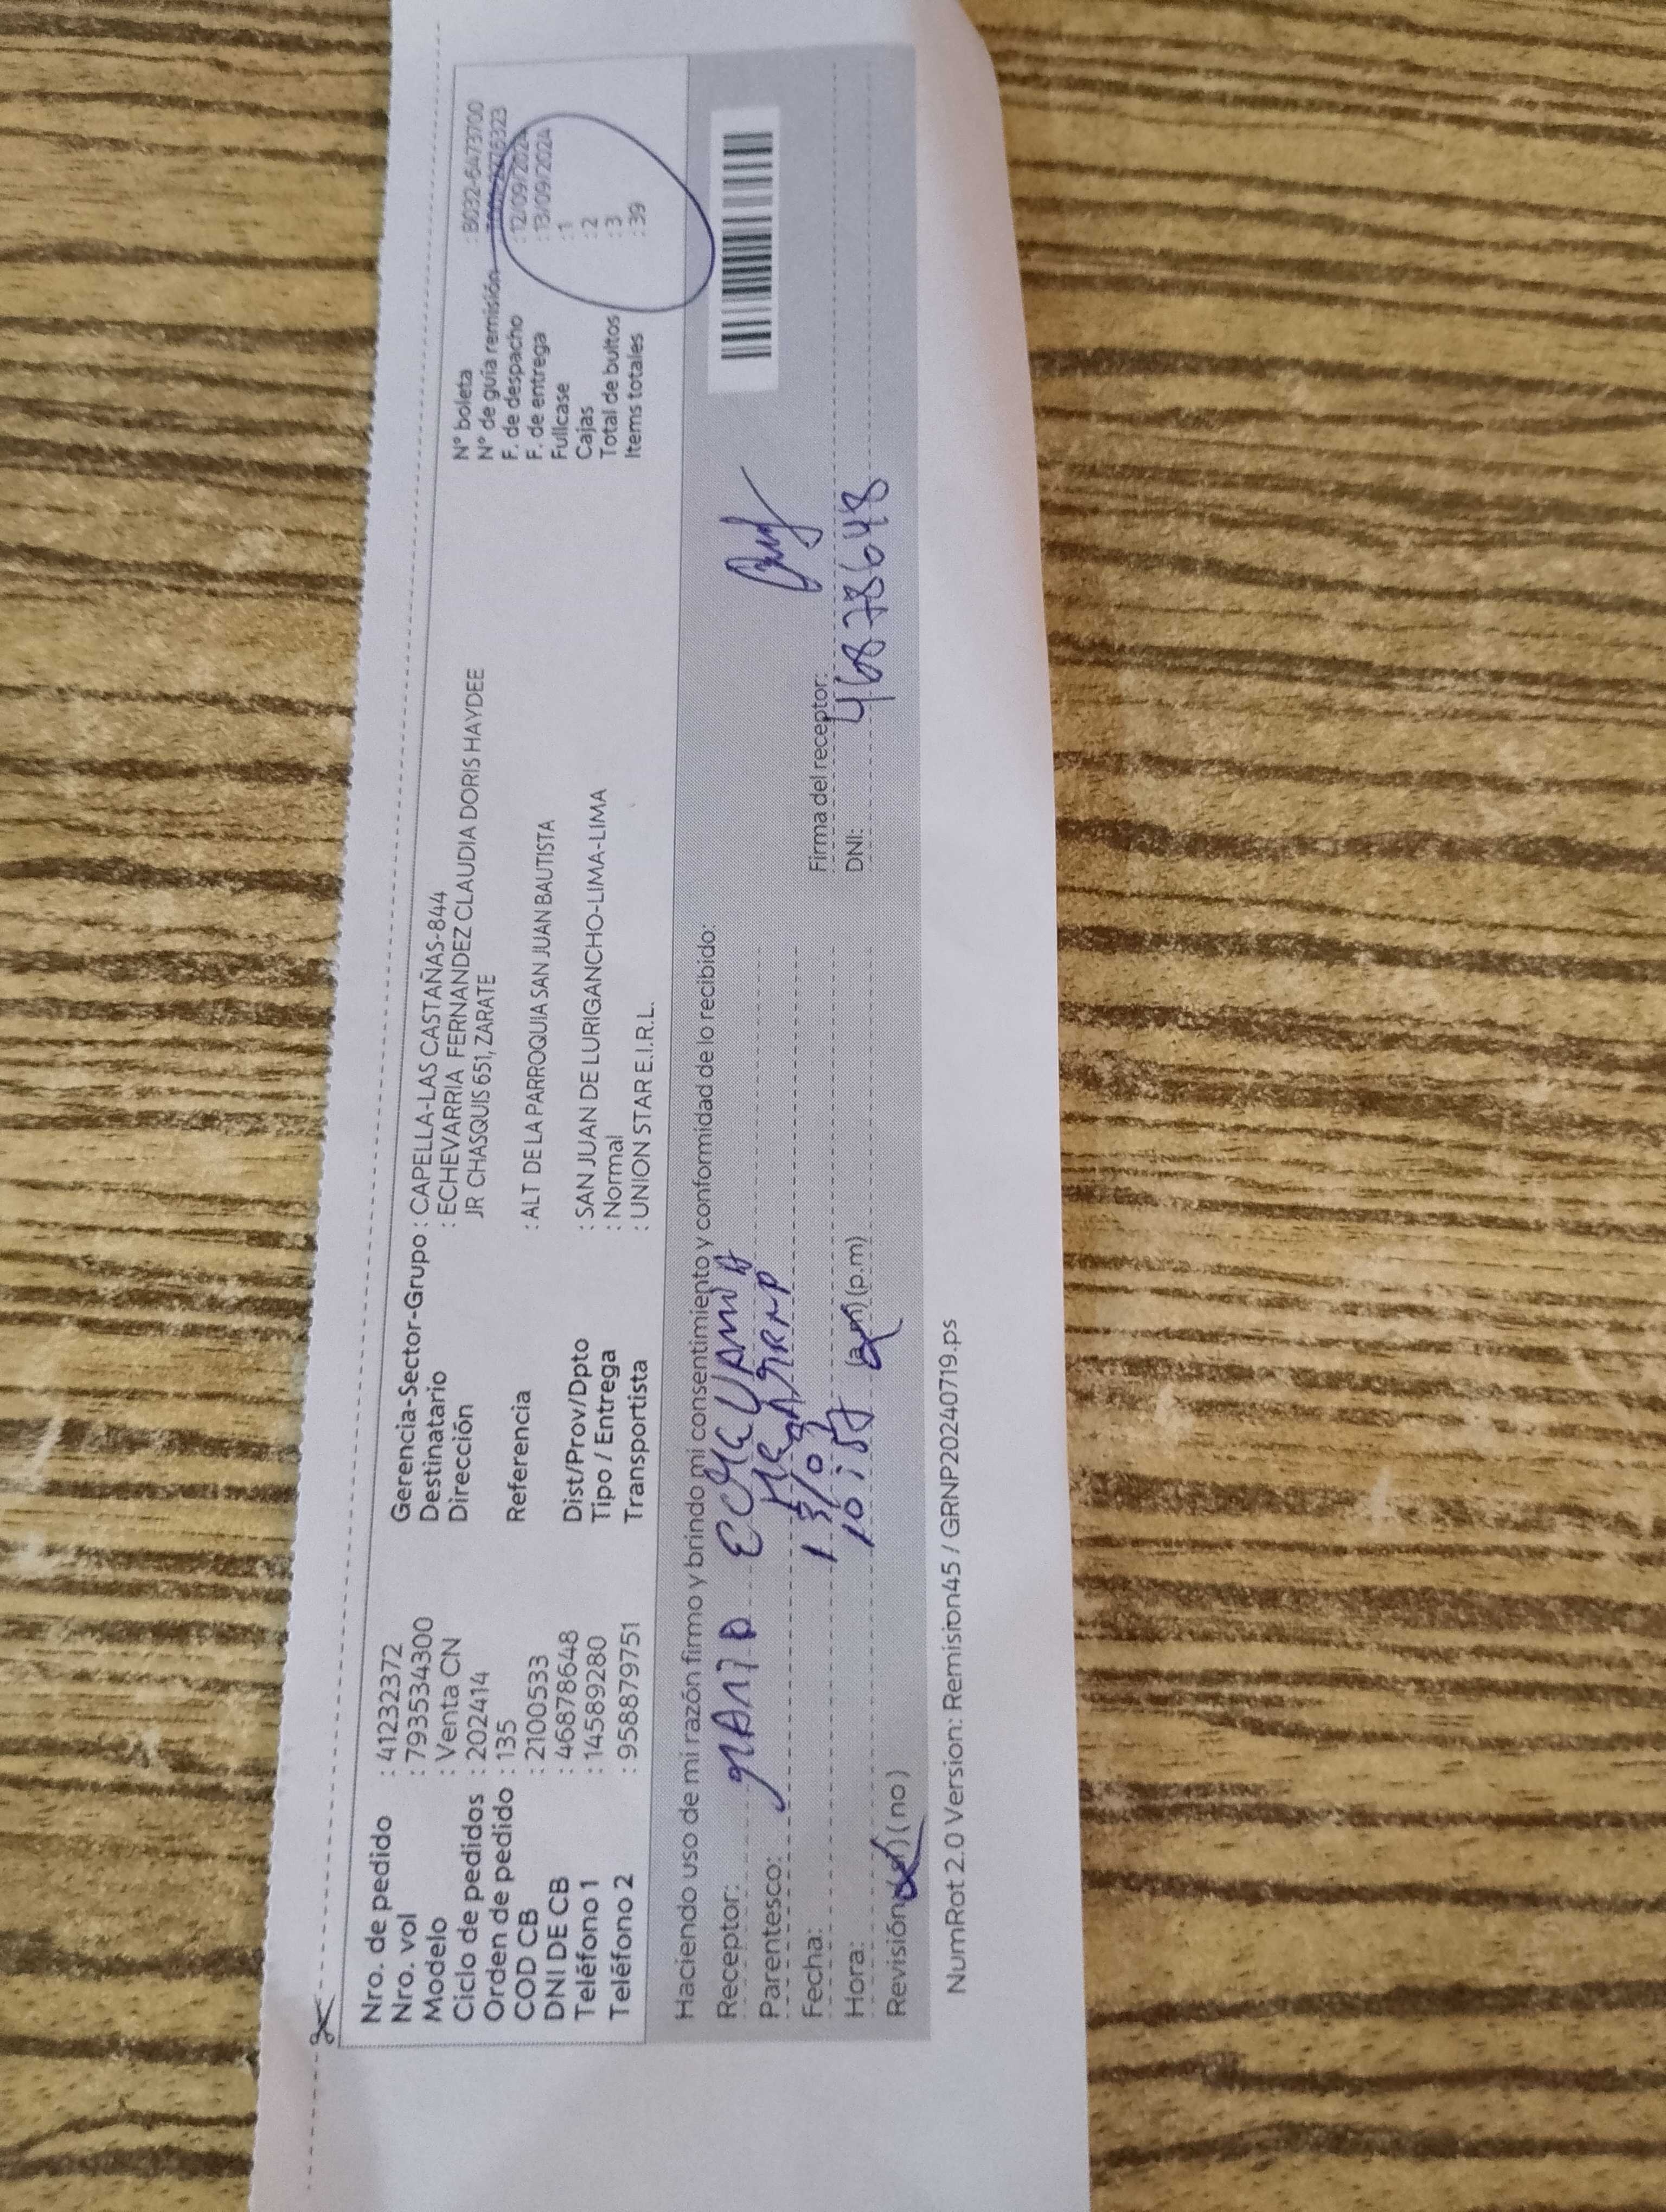 Nro. de pedido : 41232372
Nro. vol : 793534300
Modelo : Venta CN
Ciclo de pedidos : 202414
Orden de pedido : 135
COD CB : 2100533
DNI DE CB : 46878648
Teléfono 1 : 14589280
Teléfono 2 : 958879751
Gerencia-Sector-Grupo : CAPELLA-LAS CASTAÑAS-844
Destinatario : ECHEVARRIA FERNANDEZ CLAUDIA DORIS HAYDEE
Dirección JR CHASQUIS 651, ZARATE
Referencia : ALT DE LA PARROQUIA SAN JUAN BAUTISTA
Dist/Prov/Dpto : SAN JUAN DE LURIGANCHO-LIMA-LIMA
Tipo / Entrega : Normal
Transportista : UNION STAR E.I.R.L.
N° boleta : B032-6473700
N° de guía remisión
F. de despacho : 12/09/2024
F. de entrega : 13/09/2024
Fullcase : 1
Cajas : 2
Total de bultos : 3
Items totales : 39
Haciendo uso de mi razón firmo y brindo mi consentimiento y conformidad de lo recibido:
Receptor:
Parentesco:
Fecha: 13/09
Hora: (p.m)
Revisión (no)
Firma del receptor:
DNI: 46878648
NumRot 2.0 Version: Remision45 / GRNP20240719.ps